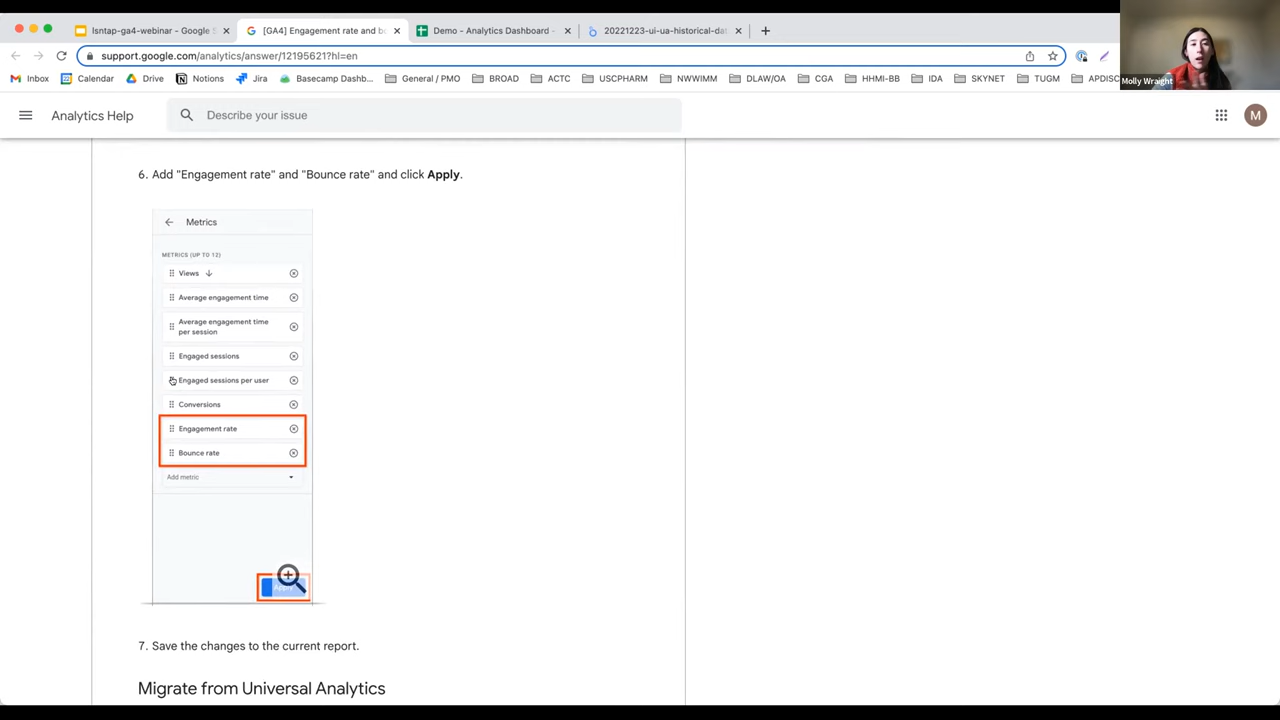 lsntap-ga4-webinar - Google S
[GA4] Engagement rate and bo
Demo - Analytics Dashboard -
20221223-ui-ua-historical-dat
support.google.com/analytics/answer/12195621?hl=en
Inbox
Calendar
Drive
Notions
Jira
Basecamp Dashb...
General / PMO
BROAD
ACTC
USCPHARM
NWWIMM
DLAW/OA
CGA
HHMI-BB
IDA
SKYNET
TUGM
APDISC
Molly Wraight
Analytics Help
Describe your issue
M
6. Add "Engagement rate" and "Bounce rate" and click Apply.
Metrics
METRICS (UP TO 12)
Views
Average engagement time
Average engagement time
per session
Engaged sessions
Engaged sessions per user
Conversions
Engagement rate
Bounce rate
Add metric
7. Save the changes to the current report.
Migrate from Universal Analytics